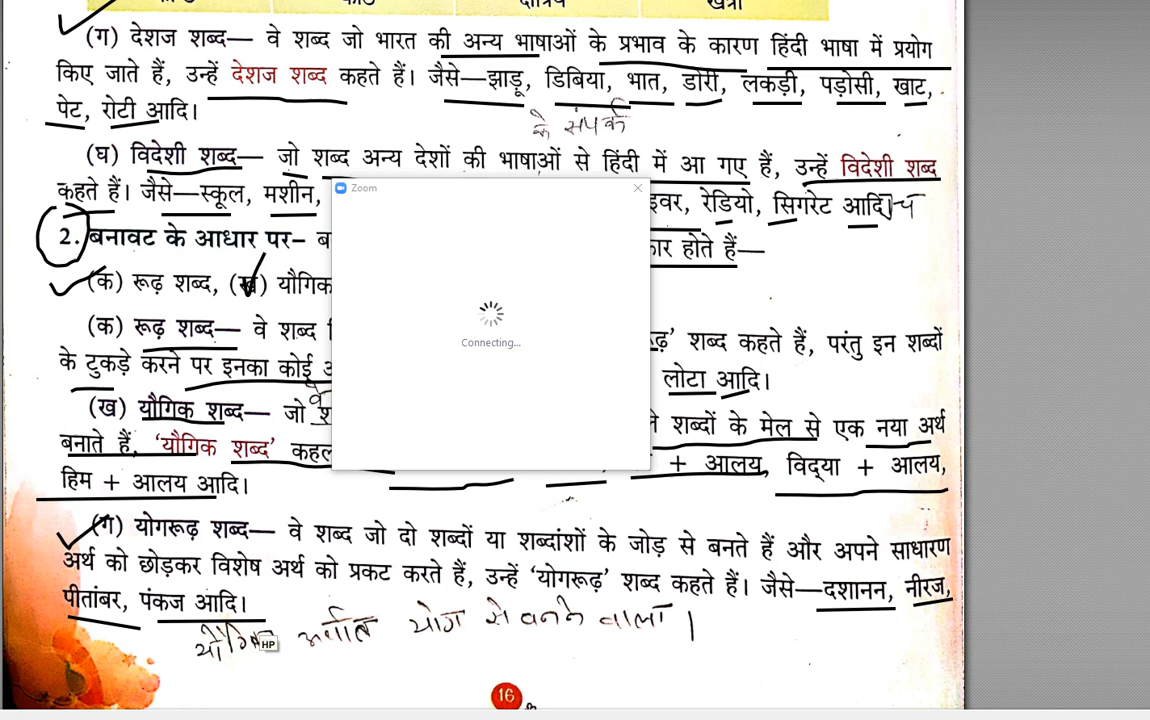 (ग) देशज शब्द— वे शब्द जो भारत की अन्य भाषाओं के प्रभाव के कारण हिंदी भाषा में प्रयोग
किए जाते हैं, उन्हें देशज शब्द कहते हैं। जैसे—झाड़ू, डिबिया, भात, डोरी, लकड़ी, पड़ोसी, खाट,
पेट, रोटी आदि।
के संपर्क
(घ) विदेशी शब्द— जो शब्द अन्य देशों की भाषाओं से हिंदी में आ गए हैं, उन्हें विदेशी शब्द
कहते हैं। जैसे—स्कूल, मशीन, इवर, रेडियो, सिगरेट आदि
2. बनावट के आधार पर– ब कार होते हैं—
(क) रूढ़ शब्द, (ख) यौगिक
(क) रूढ़ शब्द— वे शब्द ढ़’ शब्द कहते हैं, परंतु इन शब्दों
के टुकड़े करने पर इनका कोई अ लोटा आदि।
वे
(ख) यौगिक शब्द— जो श शब्दों के मेल से एक नया अर्थ
बनाते हैं, ‘यौगिक शब्द’ कहल + आलय, विद्‌या + आलय,
हिम + आलय आदि।
(ग) योगरूढ़ शब्द— वे शब्द जो दो शब्दों या शब्दांशों के जोड़ से बनते हैं और अपने साधारण
अर्थ को छोड़कर विशेष अर्थ को प्रकट करते हैं, उन्हें ‘योगरूढ़’ शब्द कहते हैं। जैसे—दशानन, नीरज,
पीतांबर, पंकज आदि।
यौगिक अर्थात योग से बनने वाला।
HP
16
Zoom
Connecting...